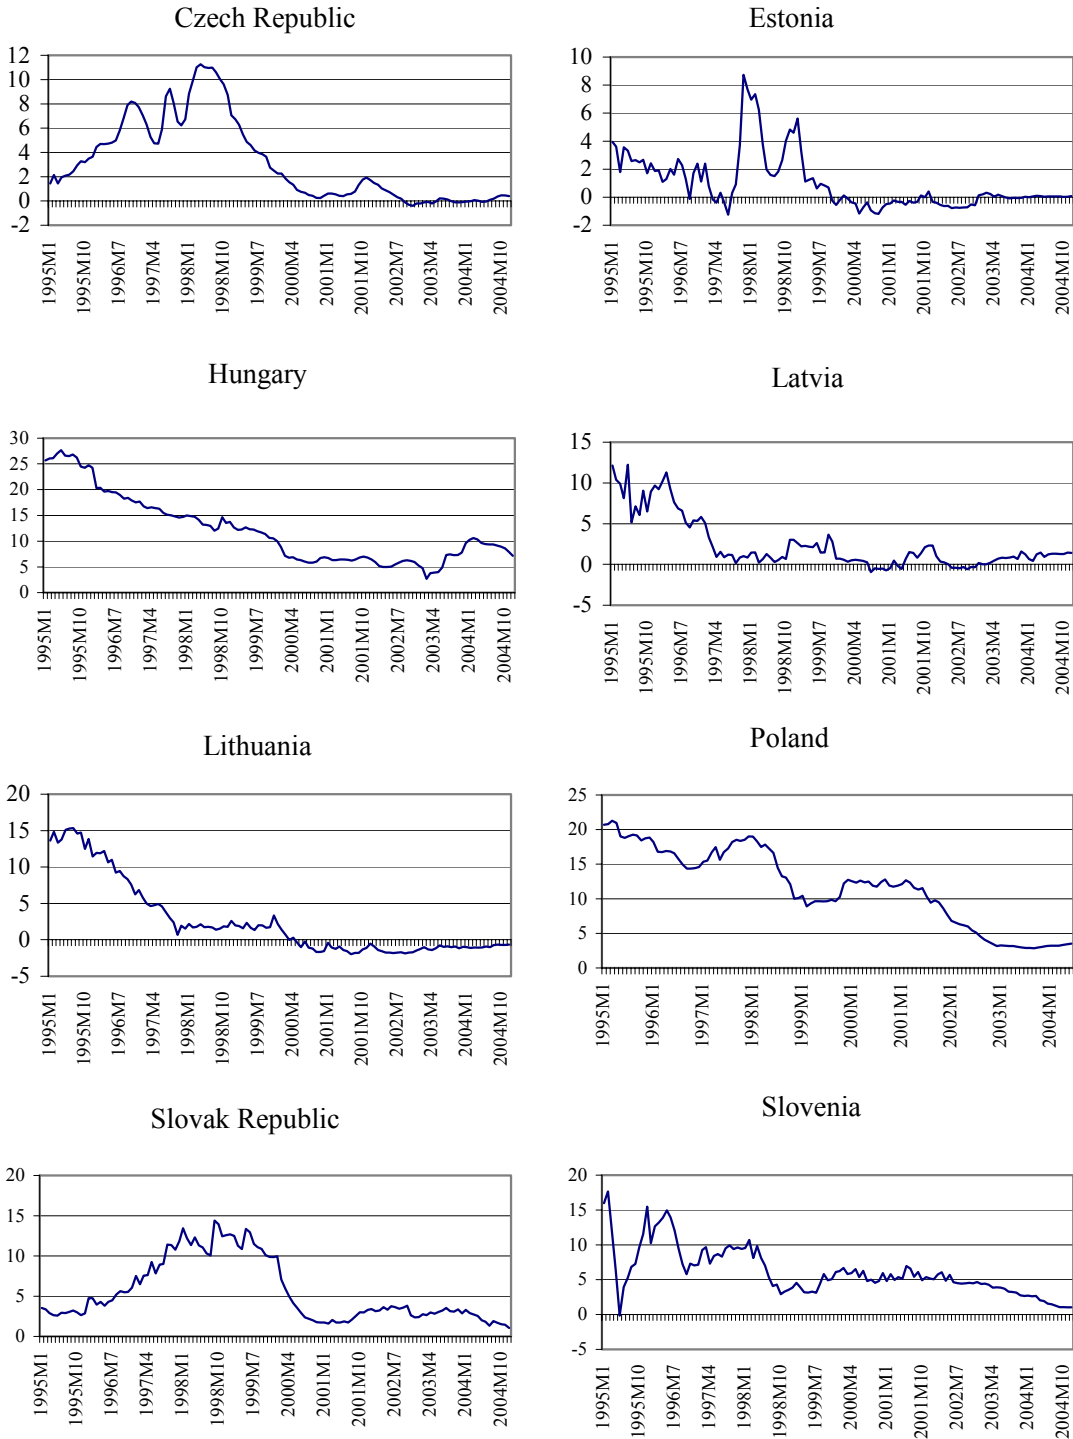 Czech Republic
12
10
8
6
4
2
0
-2
1995M1
1995M10
1996M7
1997M4
1998M1
1998M10
1999M7
2000M4
2001M1
2001M10
2002M7
2003M4
2004M1
2004M10
Estonia
10
8
6
4
2
0
-2
1995M1
1995M10
1996M7
1997M4
1998M1
1998M10
1999M7
2000M4
2001M1
2001M10
2002M7
2003M4
2004M1
2004M10
Hungary
30
25
20
15
10
5
0
1995M1
1995M10
1996M7
1997M4
1998M1
1998M10
1999M7
2000M4
2001M1
2001M10
2002M7
2003M4
2004M1
2004M10
Latvia
15
10
5
0
-5
1995M1
1995M10
1996M7
1997M4
1998M1
1998M10
1999M7
2000M4
2001M1
2001M10
2002M7
2003M4
2004M1
2004M10
Lithuania
20
15
10
5
0
-5
1995M1
1995M10
1996M7
1997M4
1998M1
1998M10
1999M7
2000M4
2001M1
2001M10
2002M7
2003M4
2004M1
2004M10
Poland
25
20
15
10
5
0
1995M1
1996M1
1997M1
1998M1
1999M1
2000M1
2001M1
2002M1
2003M1
2004M1
Slovak Republic
20
15
10
5
0
1995M1
1995M10
1996M7
1997M4
1998M1
1998M10
1999M7
2000M4
2001M1
2001M10
2002M7
2003M4
2004M1
2004M10
Slovenia
20
15
10
5
0
-5
1995M1
1995M10
1996M7
1997M4
1998M1
1998M10
1999M7
2000M4
2001M1
2001M10
2002M7
2003M4
2004M1
2004M10